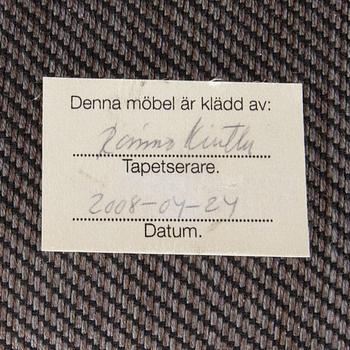 Denna möbel är klädd av:
Tapetserare.
2008-04-24
Datum.